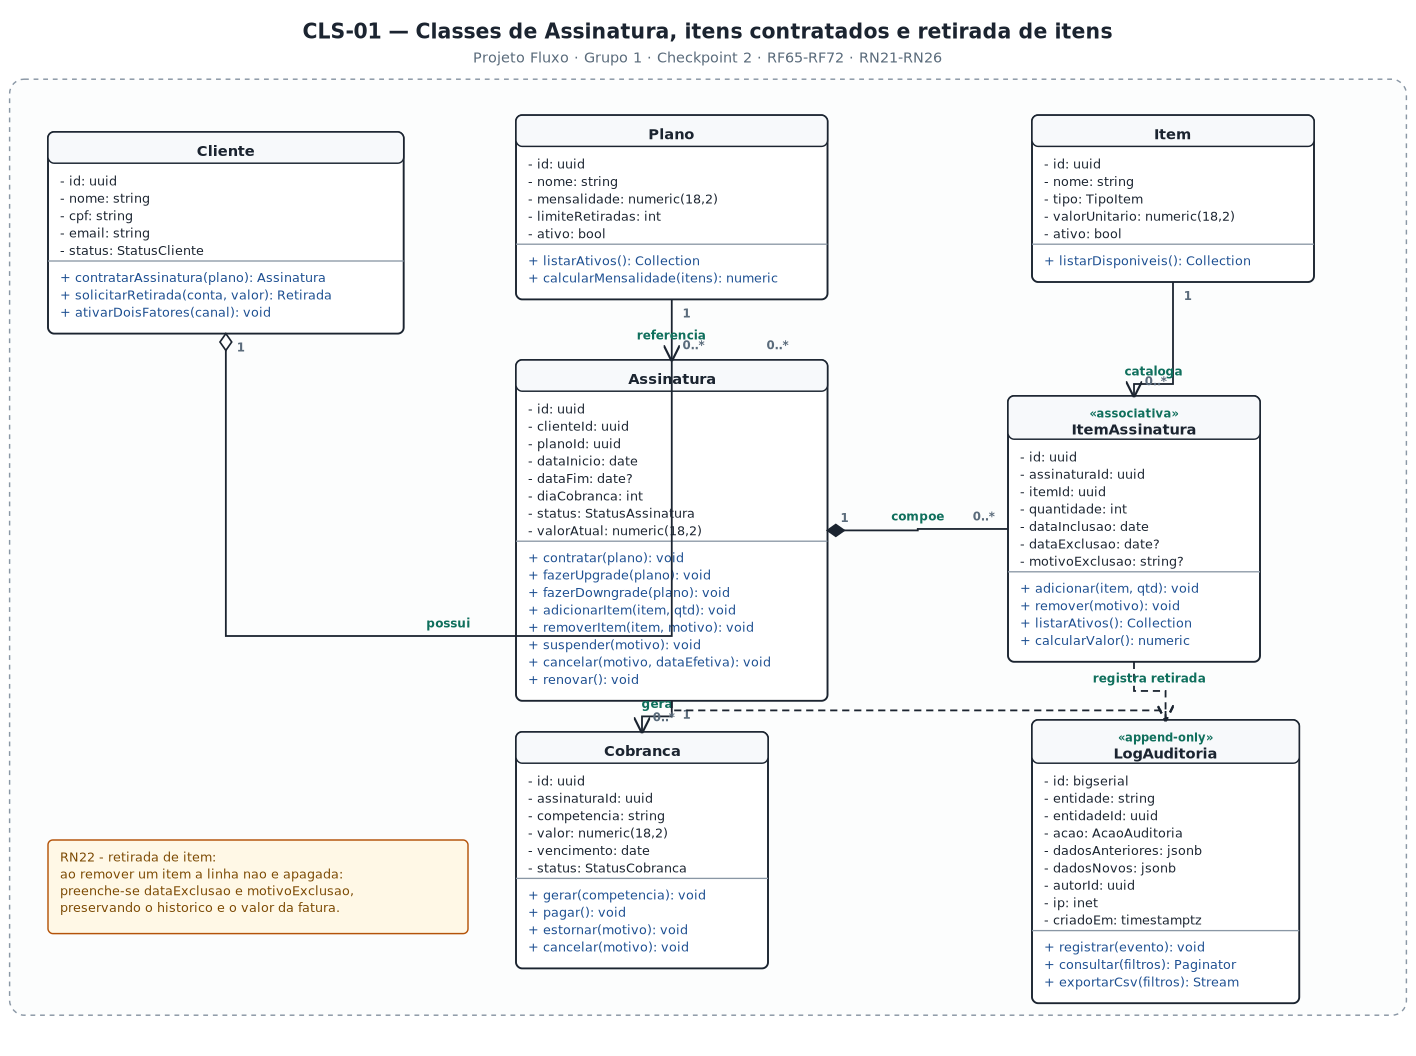 CLS-01 — Classes de Assinatura, itens contratados e retirada de itens
Projeto Fluxo · Grupo 1 · Checkpoint 2 · RF65-RF72 · RN21-RN26
Cliente
- id: uuid
- nome: string
- cpf: string
- email: string
- status: StatusCliente
+ contratarAssinatura(plano): Assinatura
+ solicitarRetirada(conta, valor): Retirada
+ ativarDoisFatores(canal): void
1
possui
Plano
- id: uuid
- nome: string
- mensalidade: numeric(18,2)
- limiteRetiradas: int
- ativo: bool
+ listarAtivos(): Collection
+ calcularMensalidade(itens): numeric
1
referencia
0..*
0..*
Item
- id: uuid
- nome: string
- tipo: TipoItem
- valorUnitario: numeric(18,2)
- ativo: bool
+ listarDisponiveis(): Collection
1
cataloga
0..*
Assinatura
- id: uuid
- clienteId: uuid
- planoId: uuid
- dataInicio: date
- dataFim: date?
- diaCobranca: int
- status: StatusAssinatura
- valorAtual: numeric(18,2)
+ contratar(plano): void
+ fazerUpgrade(plano): void
+ fazerDowngrade(plano): void
+ adicionarItem(item, qtd): void
+ removerItem(item, motivo): void
+ suspender(motivo): void
+ cancelar(motivo, dataEfetiva): void
+ renovar(): void
1
compoe
0..*
«associativa»
ItemAssinatura
- id: uuid
- assinaturaId: uuid
- itemId: uuid
- quantidade: int
- dataInclusao: date
- dataExclusao: date?
- motivoExclusao: string?
+ adicionar(item, qtd): void
+ remover(motivo): void
+ listarAtivos(): Collection
+ calcularValor(): numeric
registra retirada
gera
0..*
1
Cobranca
- id: uuid
- assinaturaId: uuid
- competencia: string
- valor: numeric(18,2)
- vencimento: date
- status: StatusCobranca
+ gerar(competencia): void
+ pagar(): void
+ estornar(motivo): void
+ cancelar(motivo): void
«append-only»
LogAuditoria
- id: bigserial
- entidade: string
- entidadeId: uuid
- acao: AcaoAuditoria
- dadosAnteriores: jsonb
- dadosNovos: jsonb
- autorId: uuid
- ip: inet
- criadoEm: timestamptz
+ registrar(evento): void
+ consultar(filtros): Paginator
+ exportarCsv(filtros): Stream
RN22 - retirada de item:
ao remover um item a linha nao e apagada:
preenche-se dataExclusao e motivoExclusao,
preservando o historico e o valor da fatura.